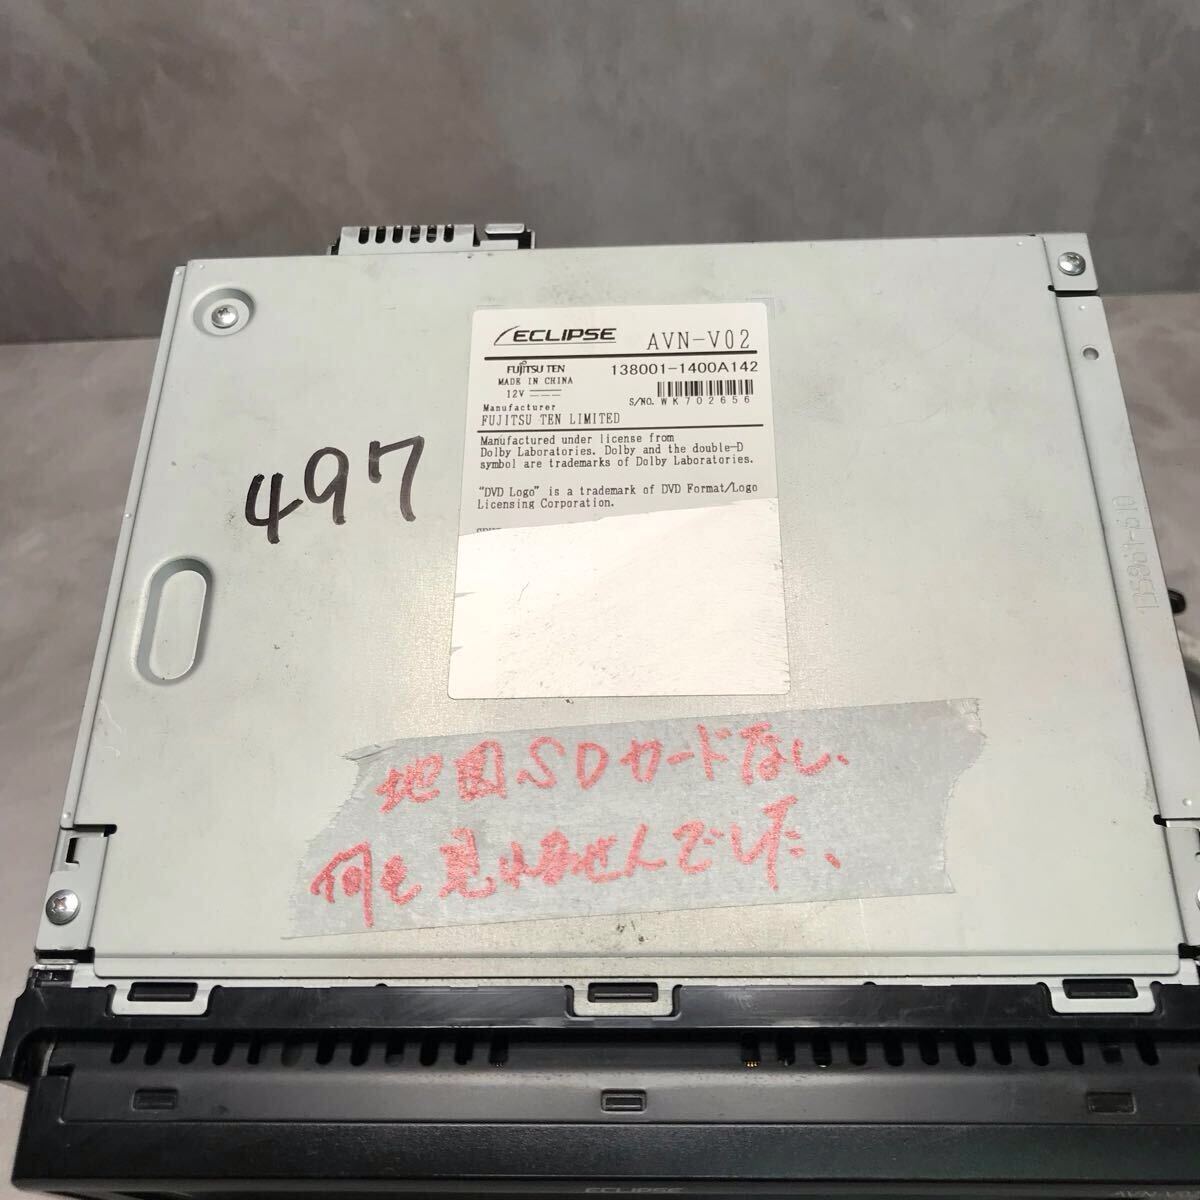 ECLIPSE AVN-V02
FUJITSU TEN 138001-1400A142
MADE IN CHINA
12V
S/NO. WK702656
Manufacturer
FUJITSU TEN LIMITED
Manufactured under license from
Dolby Laboratories. Dolby and the double-D
symbol are trademarks of Dolby Laboratories.
"DVD Logo" is a trademark of DVD Format/Logo
Licensing Corporation.
497
地図SDカードなし、
何も見れませんでした、
ECLIPSE